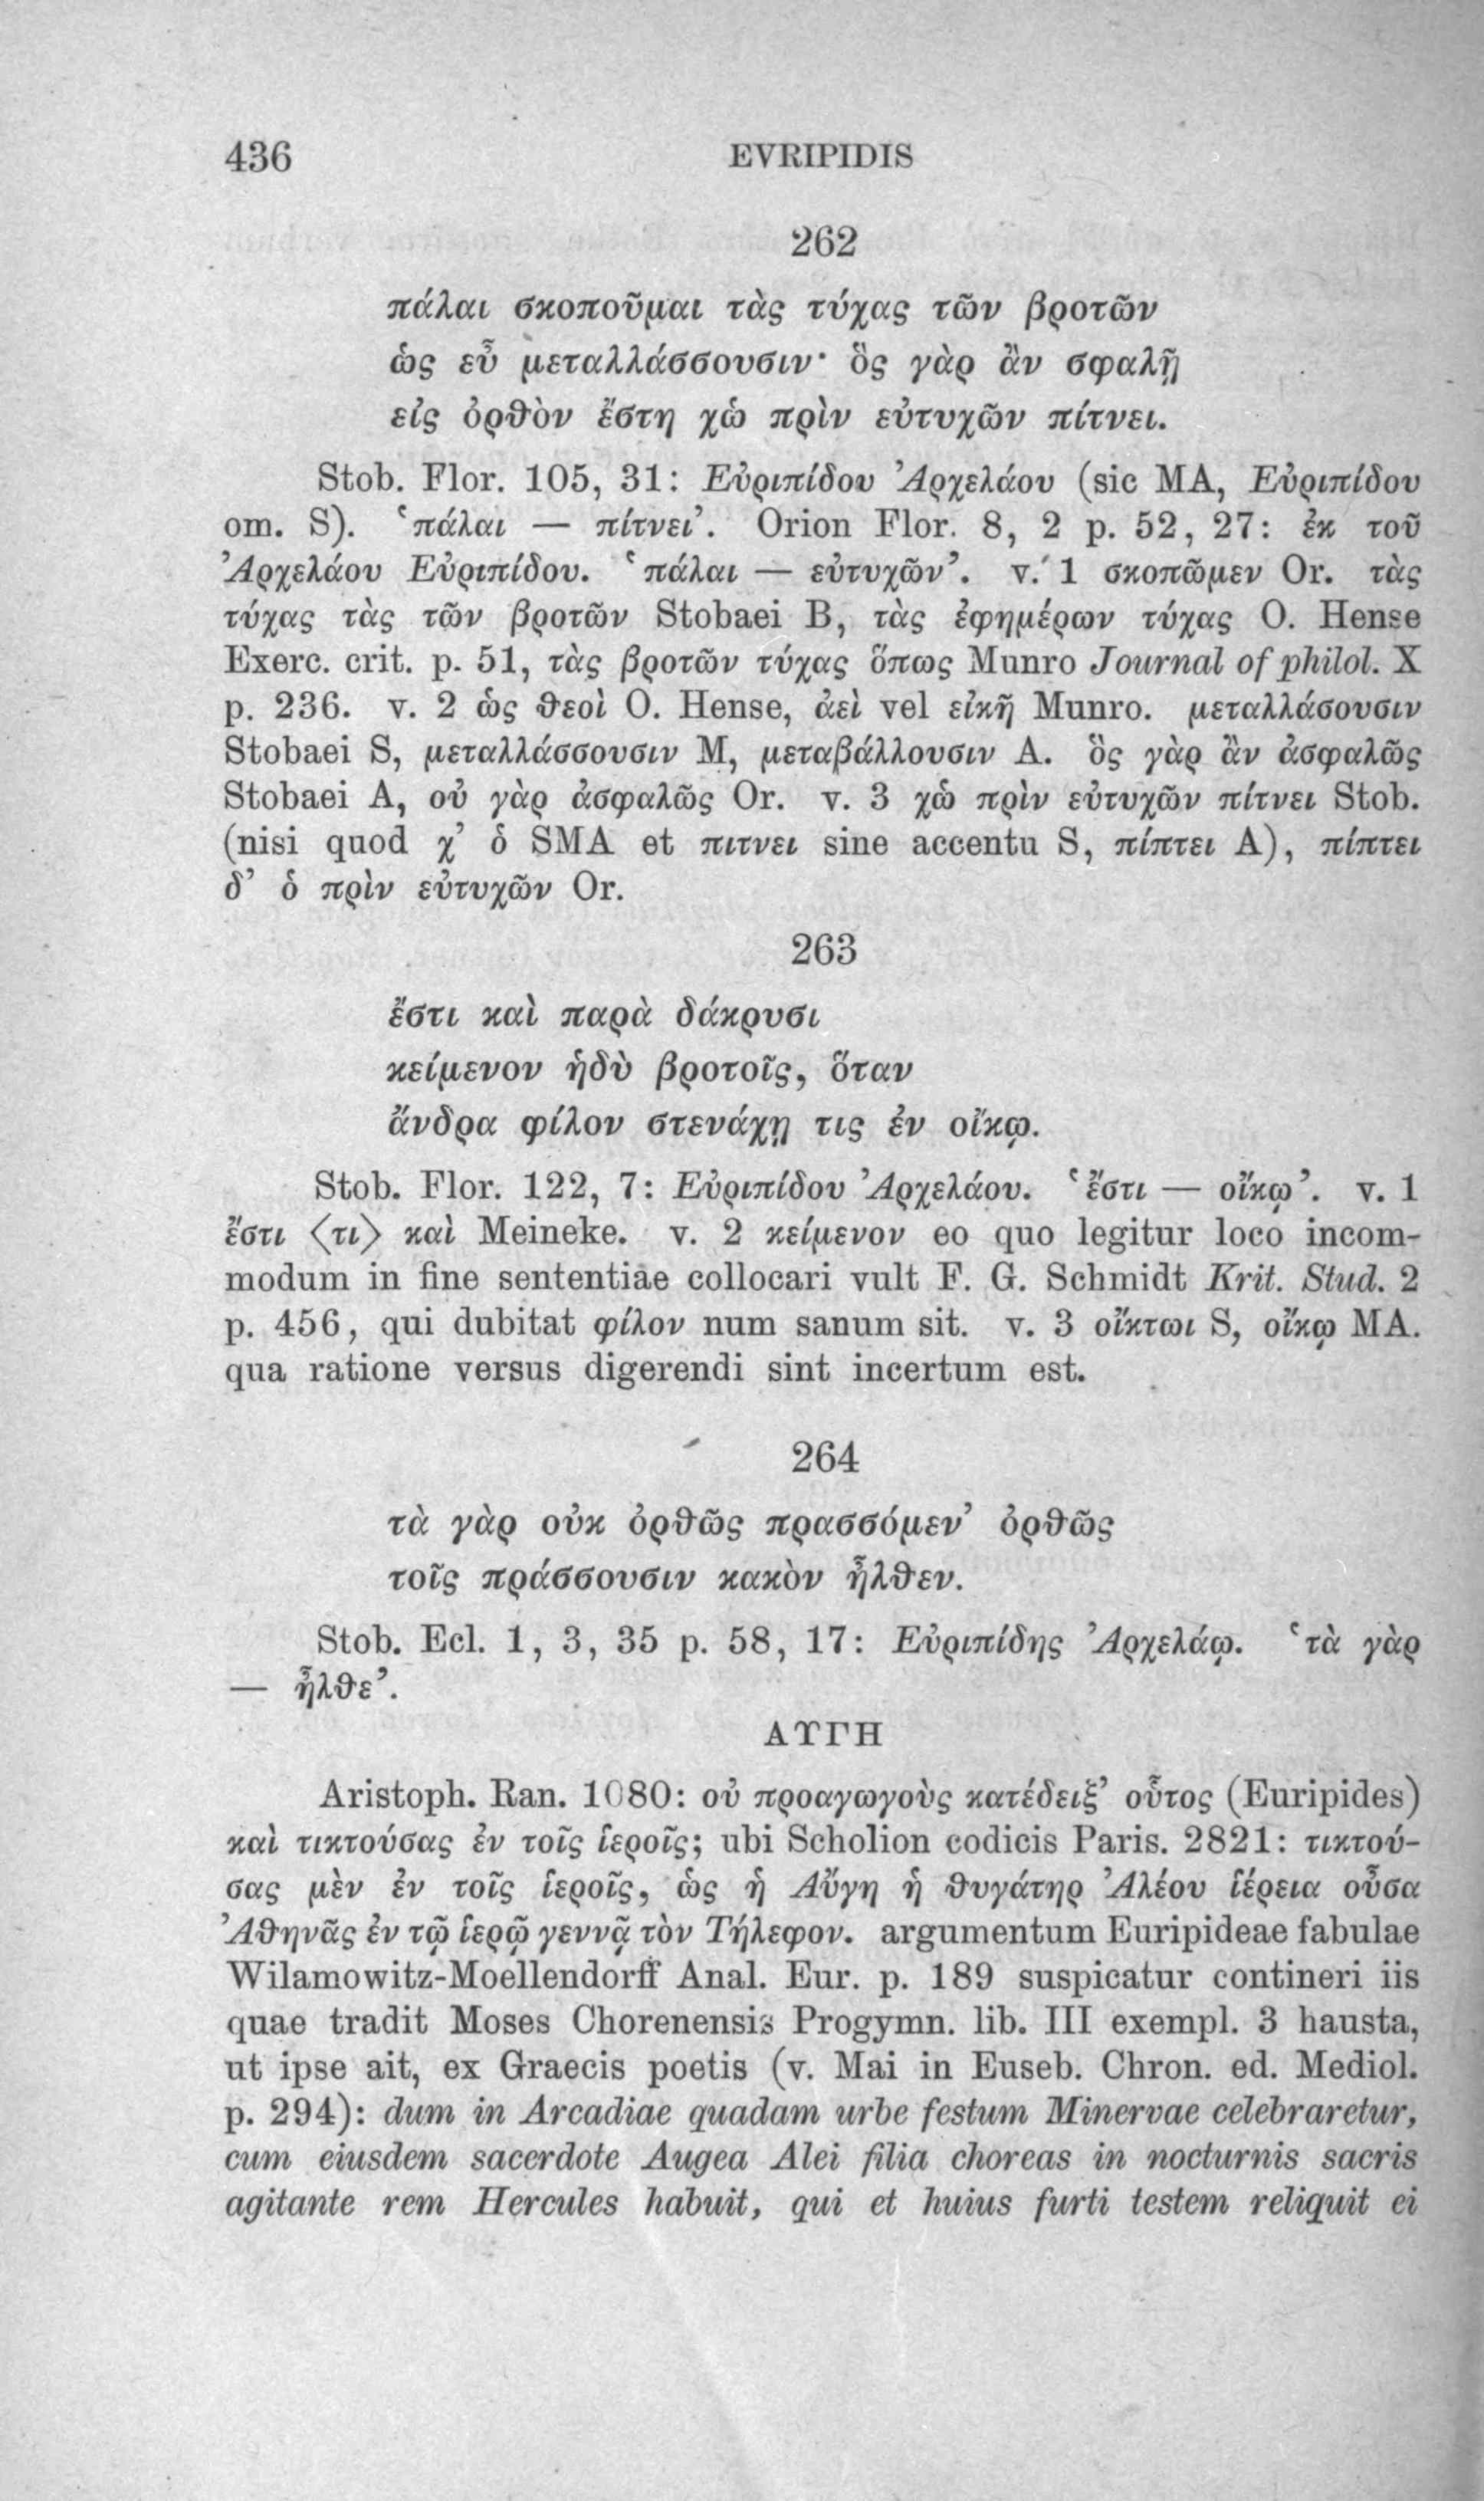 436 EVRIPIDIS
262
πάλαι σκοποῦμαι τὰς τύχας τῶν βροτῶν
ὡς εὖ μεταλλάσσουσιν· ὃς γὰρ ἂν σφαλῇ
εἰς ὀρθὸν ἔστη χὠ πρὶν εὐτυχῶν πίτνει.
Stob. Flor. 105, 31: Εὐριπίδου Ἀρχελάου (sic MA, Εὐριπίδου
om. S). ‘πάλαι — πίτνει’. Orion Flor. 8, 2 p. 52, 27: ἐκ τοῦ
Ἀρχελάου Εὐριπίδου. ‘πάλαι — εὐτυχῶν’. v. 1 σκοπῶμεν Or. τὰς
τύχας τὰς τῶν βροτῶν Stobaei B, τὰς ἐφημέρων τύχας O. Hense
Exerc. crit. p. 51, τὰς βροτῶν τύχας ὅπως Munro Journal of philol. X
p. 236. v. 2 ὡς θεοὶ O. Hense, ἀεὶ vel εἰκῇ Munro. μεταλλάσουσιν
Stobaei S, μεταλλάσσουσιν M, μεταβάλλουσιν A. ὃς γὰρ ἂν ἀσφαλῶς
Stobaei A, οὐ γὰρ ἀσφαλῶς Or. v. 3 χὠ πρὶν εὐτυχῶν πίτνει Stob.
(nisi quod χ’ ὁ SMA et πιτνει sine accentu S, πίπτει A), πίπτει
δ’ ὁ πρὶν εὐτυχῶν Or.
263
ἔστι καὶ παρὰ δάκρυσι
κείμενον ἡδὺ βροτοῖς, ὅταν
ἄνδρα φίλον στενάχῃ τις ἐν οἴκῳ.
Stob. Flor. 122, 7: Εὐριπίδου Ἀρχελάου. ‘ἔστι — οἴκῳ’. v. 1
ἔστι ⟨τι⟩ καὶ Meineke. v. 2 κείμενον eo quo legitur loco incom-
modum in fine sententiae collocari vult F. G. Schmidt Krit. Stud. 2
p. 456, qui dubitat φίλον num sanum sit. v. 3 οἴκτωι S, οἴκῳ MA.
qua ratione versus digerendi sint incertum est.
264
τὰ γὰρ οὐκ ὀρθῶς πρασσόμεν’ ὀρθῶς
τοῖς πράσσουσιν κακὸν ἦλθεν.
Stob. Ecl. 1, 3, 35 p. 58, 17: Εὐριπίδης Ἀρχελάῳ. ‘τὰ γὰρ
— ἦλθε’.
ΑΥΓΗ
Aristoph. Ran. 1080: οὐ προαγωγοὺς κατέδειξ’ οὗτος (Euripides)
καὶ τικτούσας ἐν τοῖς ἱεροῖς; ubi Scholion codicis Paris. 2821: τικτού-
σας μὲν ἐν τοῖς ἱεροῖς, ὡς ἡ Αὔγη ἡ θυγάτηρ Ἀλέου ἱέρεια οὖσα
Ἀθηνᾶς ἐν τῷ ἱερῷ γεννᾷ τὸν Τήλεφον. argumentum Euripideae fabulae
Wilamowitz-Moellendorff Anal. Eur. p. 189 suspicatur contineri iis
quae tradit Moses Chorenensis Progymn. lib. III exempl. 3 hausta,
ut ipse ait, ex Graecis poetis (v. Mai in Euseb. Chron. ed. Mediol.
p. 294): dum in Arcadiae quadam urbe festum Minervae celebraretur,
cum eiusdem sacerdote Augea Alei filia choreas in nocturnis sacris
agitante rem Hercules habuit, qui et huius furti testem reliquit ei